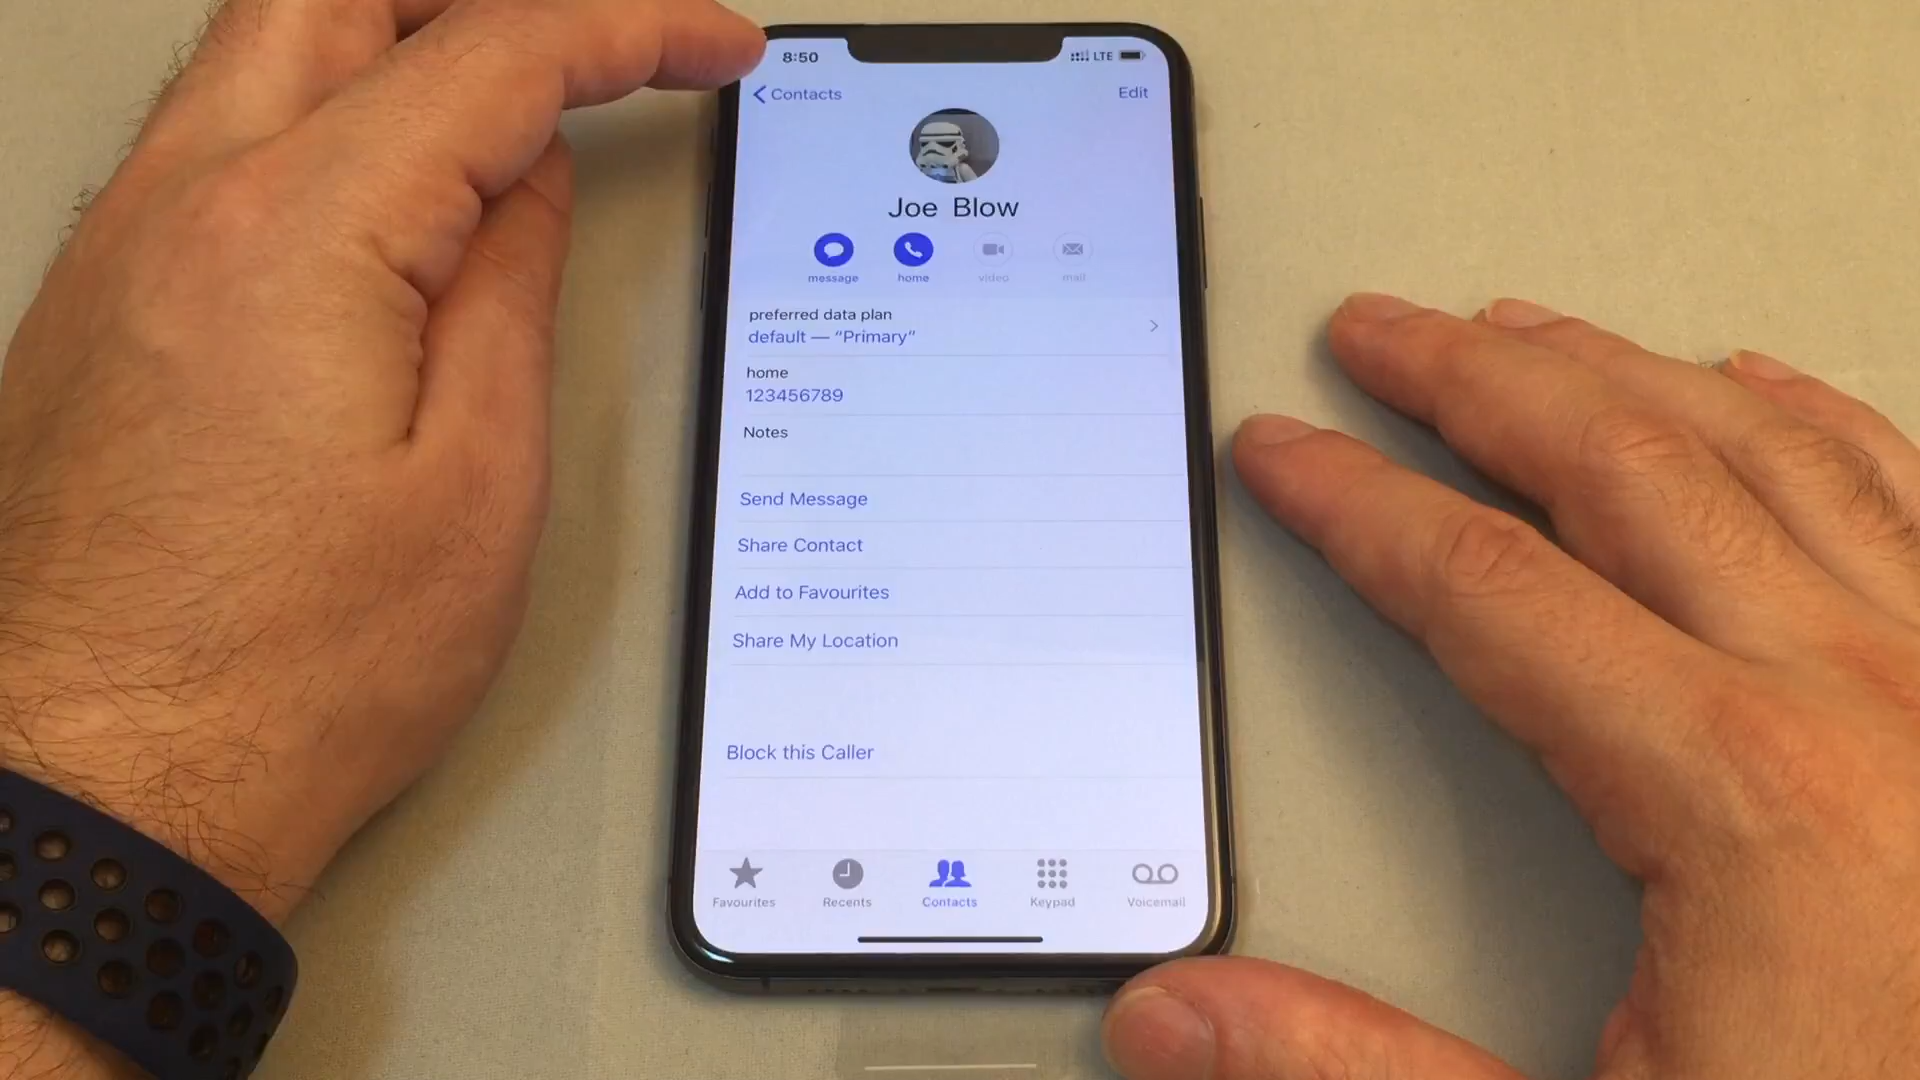 8:50
LTE
Contacts
Edit
Joe Blow
message
home
video
mail
preferred data plan
default — “Primary”
home
123456789
Notes
Send Message
Share Contact
Add to Favourites
Share My Location
Block this Caller
Favourites
Recents
Contacts
Keypad
Voicemail